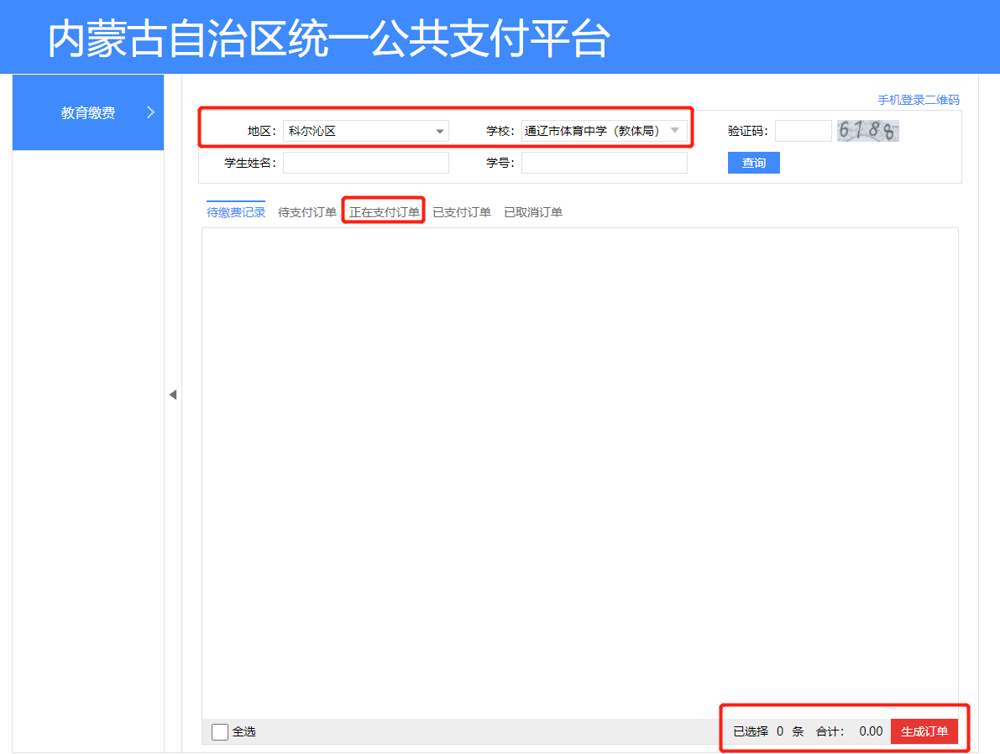 内蒙古自治区统一公共支付平台
教育缴费
手机登录二维码
地区： 科尔沁区 学校： 通辽市体育中学（教体局） 验证码： 6788
学生姓名： 学号： 查询
待缴费记录 待支付订单 正在支付订单 已支付订单 已取消订单
全选 已选择 0 条 合计： 0.00 生成订单